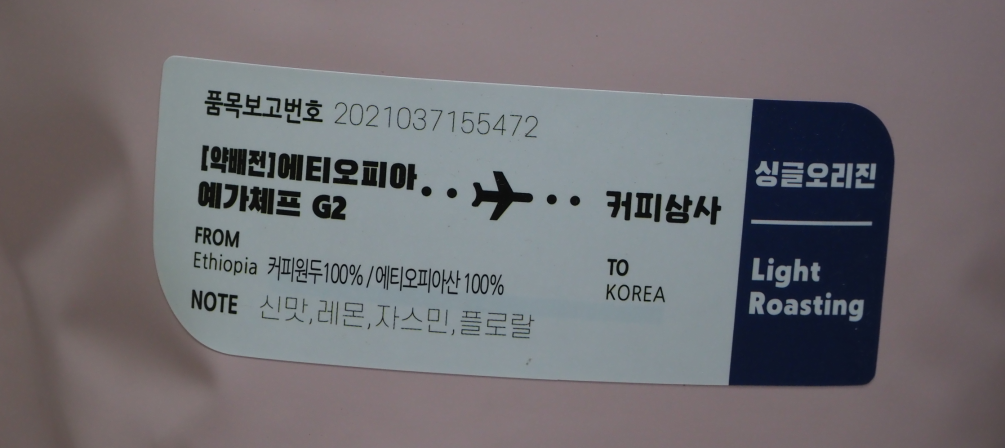 품목보고번호 2021037155472
[약배전]에티오피아
예가체프 G2
커피상사
FROM
Ethiopia 커피원두100% / 에티오피아산 100%
TO
KOREA
NOTE 신맛,레몬,자스민,플로랄
싱글오리진
Light
Roasting